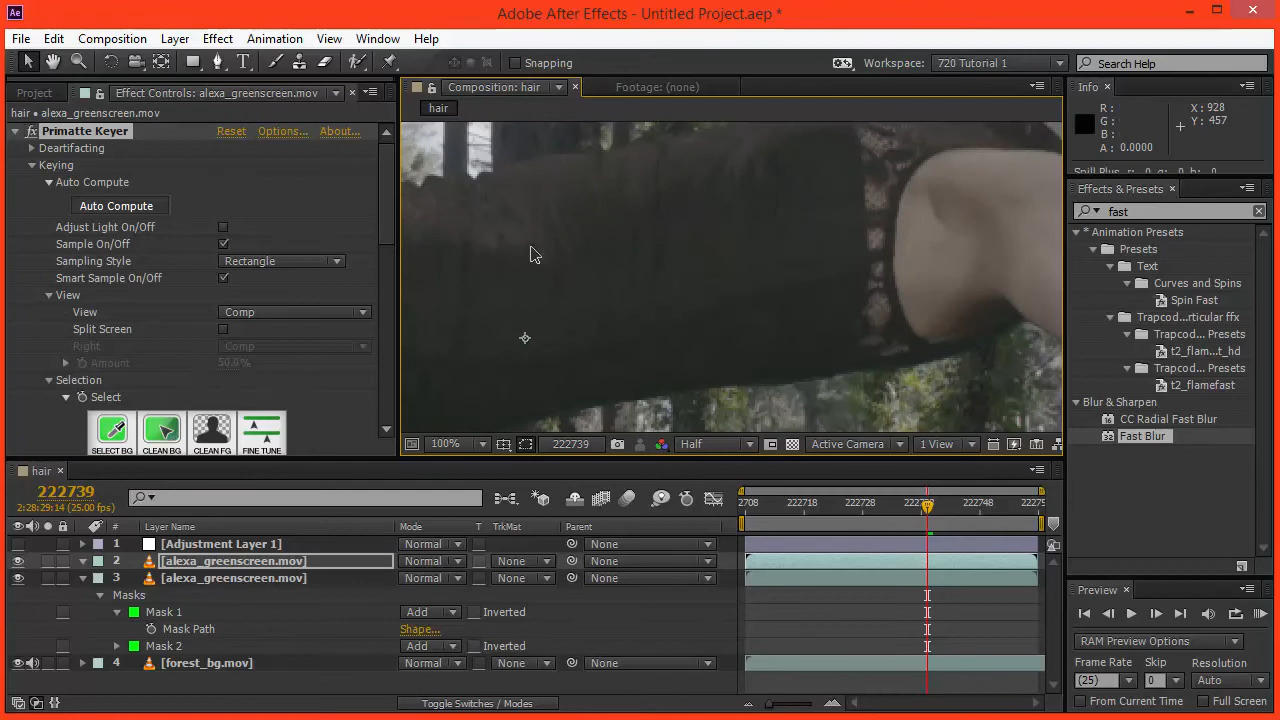 Ae Adobe After Effects - Untitled Project.aep *
File Edit Composition Layer Effect Animation View Window Help
Snapping Workspace: 720 Tutorial 1 Search Help
Project Effect Controls: alexa_greenscreen.mov
hair • alexa_greenscreen.mov
fx Primatte Keyer Reset Options... About...
Deartifacting
Keying
Auto Compute
Auto Compute
Adjust Light On/Off
Sample On/Off
Sampling Style Rectangle
Smart Sample On/Off
View
View Comp
Split Screen
Right Comp
Amount 50.0%
Selection
Select
SELECT BG CLEAN BG CLEAN FG FINE TUNE
Composition: hair Footage: (none)
hair
100% 222739 Half Active Camera 1 View
Info
R: X: 928
G: Y: 457
B:
A: 0.0000
Effects & Presets
fast
* Animation Presets
Presets
Text
Curves and Spins
Spin Fast
Trapcod...rticular ffx
Trapcod... Presets
t2_flam...t_hd
Trapcod... Presets
t2_flamefast
Blur & Sharpen
CC Radial Fast Blur
Fast Blur
hair
222739
2:28:29:14 (25.00 fps)
2708 222718 222728 222748
# Layer Name Mode T TrkMat Parent
1 [Adjustment Layer 1] Normal None
2 [alexa_greenscreen.mov] Normal None None
3 [alexa_greenscreen.mov] Normal None None
Masks
Mask 1 Add Inverted
Mask Path Shape...
Mask 2 Add Inverted
4 [forest_bg.mov] Normal None None
Toggle Switches / Modes
Preview
RAM Preview Options
Frame Rate Skip Resolution
(25) 0 Auto
From Current Time Full Screen